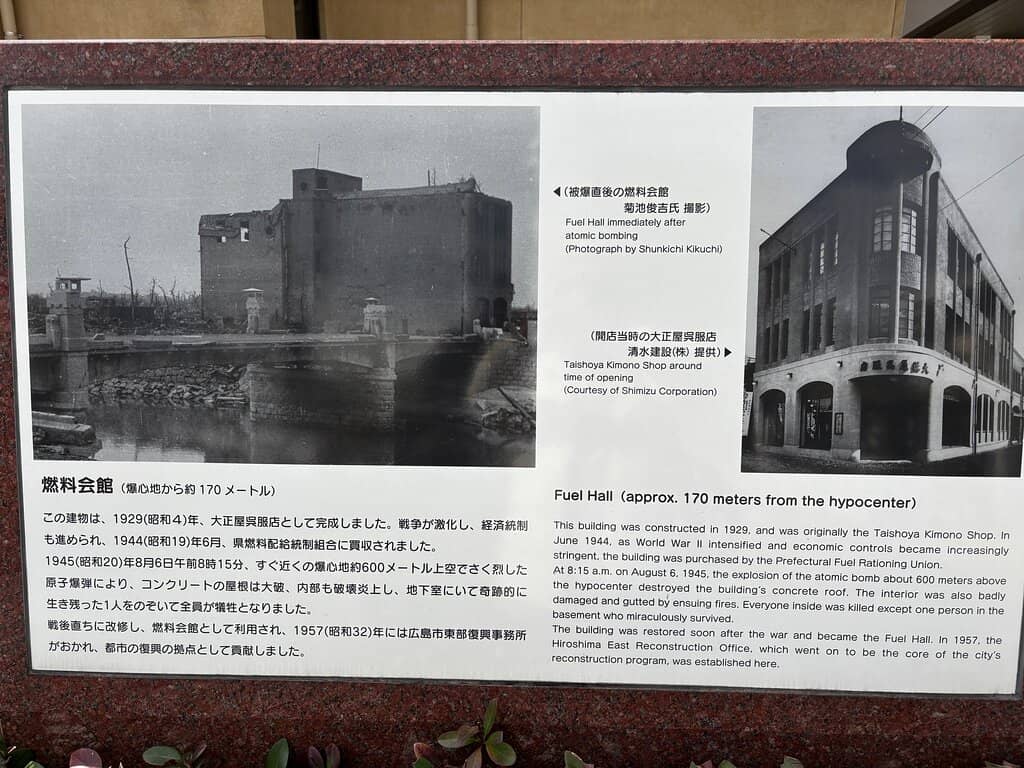 ◀(被爆直後の燃料会館
菊池俊吉氏 撮影)
Fuel Hall immediately after
atomic bombing
(Photograph by Shunkichi Kikuchi)
(開店当時の大正屋呉服店
清水建設(株) 提供)▶
Taishoya Kimono Shop around
time of opening
(Courtesy of Shimizu Corporation)
燃料会館 (爆心地から約 170 メートル)
この建物は、1929(昭和4)年、大正屋呉服店として完成しました。戦争が激化し、経済統制
も進められ、1944(昭和19)年6月、県燃料配給統制組合に買収されました。
1945(昭和20)年8月6日午前8時15分、すぐ近くの爆心地約600メートル上空でさく烈した
原子爆弾により、コンクリートの屋根は大破、内部も破壊炎上し、地下室にいて奇跡的に
生き残った1人をのぞいて全員が犠牲となりました。
戦後直ちに改修し、燃料会館として利用され、1957(昭和32)年には広島市東部復興事務所
がおかれ、都市の復興の拠点として貢献しました。
Fuel Hall (approx. 170 meters from the hypocenter)
This building was constructed in 1929, and was originally the Taishoya Kimono Shop. In
June 1944, as World War II intensified and economic controls became increasingly
stringent, the building was purchased by the Prefectural Fuel Rationing Union.
At 8:15 a.m. on August 6, 1945, the explosion of the atomic bomb about 600 meters above
the hypocenter destroyed the building's concrete roof. The interior was also badly
damaged and gutted by ensuing fires. Everyone inside was killed except one person in the
basement who miraculously survived.
The building was restored soon after the war and became the Fuel Hall. In 1957, the
Hiroshima East Reconstruction Office, which went on to be the core of the city's
reconstruction program, was established here.